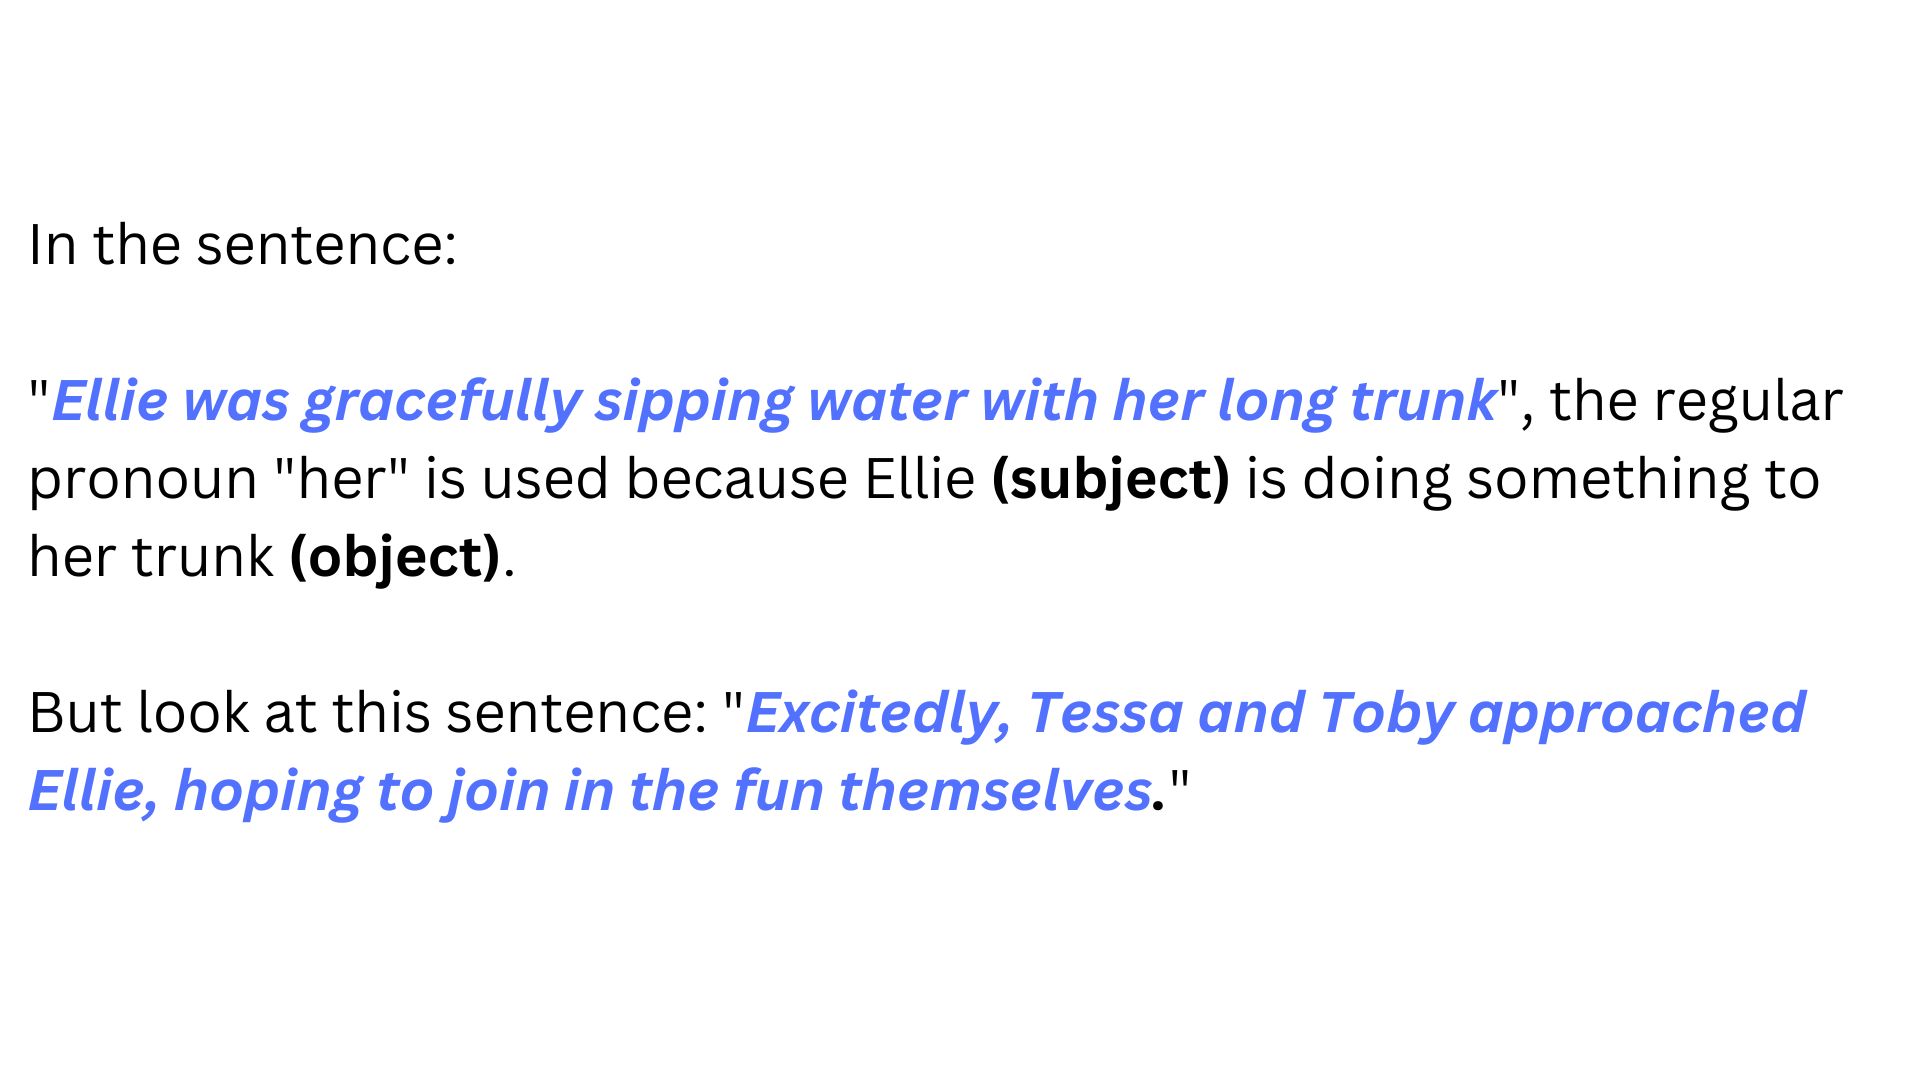 In the sentence:
"Ellie was gracefully sipping water with her long trunk", the regular
pronoun "her" is used because Ellie (subject) is doing something to
her trunk (object).
But look at this sentence: "Excitedly, Tessa and Toby approached
Ellie, hoping to join in the fun themselves."